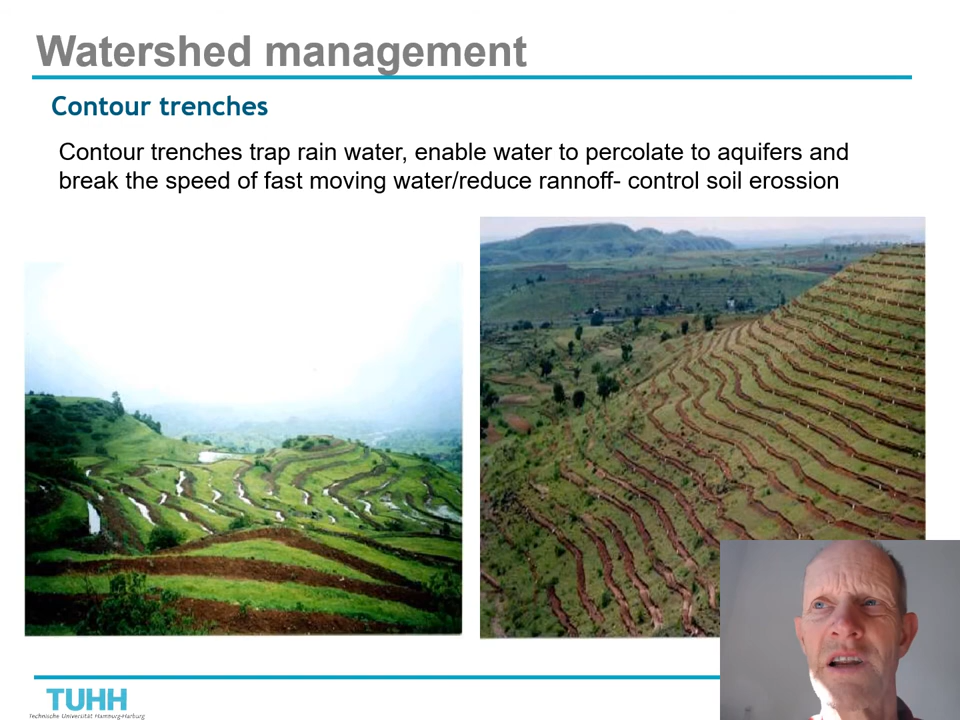 Watershed management
Contour trenches
Contour trenches trap rain water, enable water to percolate to aquifers and
break the speed of fast moving water/reduce rannoff- control soil erossion
TUHH
Technische Universität Hamburg-Harburg